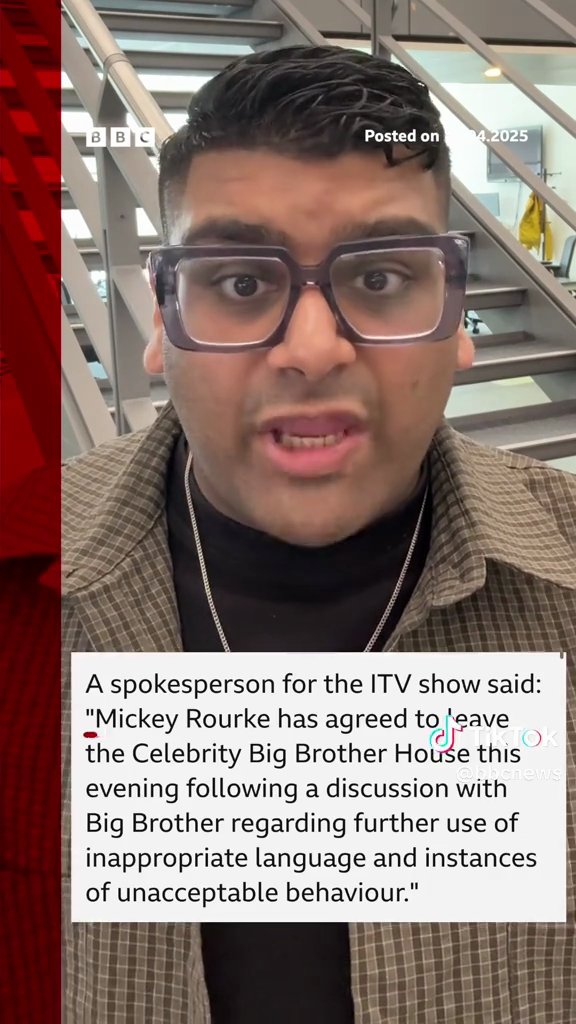 BBC
Posted on .04.2025
A spokesperson for the ITV show said:
"Mickey Rourke has agreed to leave
the Celebrity Big Brother House this
evening following a discussion with
Big Brother regarding further use of
inappropriate language and instances
of unacceptable behaviour."
TikTok
@bbcnews